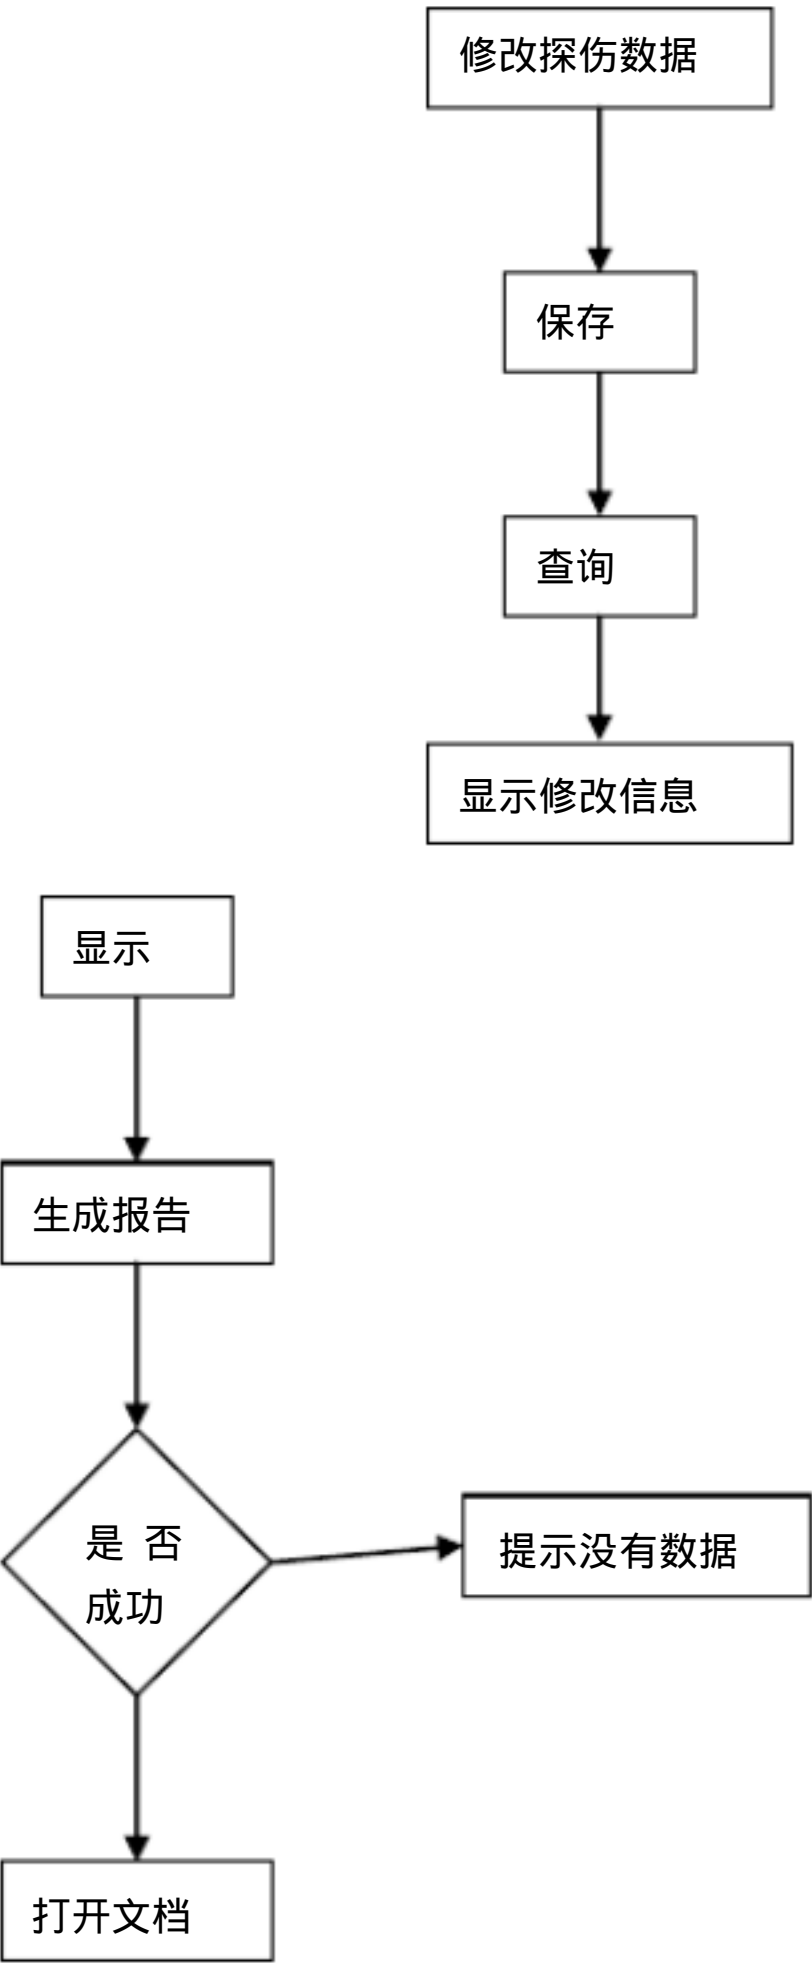 修改探伤数据
保存
查询
显示修改信息
显示
生成报告
是 否
成功
提示没有数据
打开文档